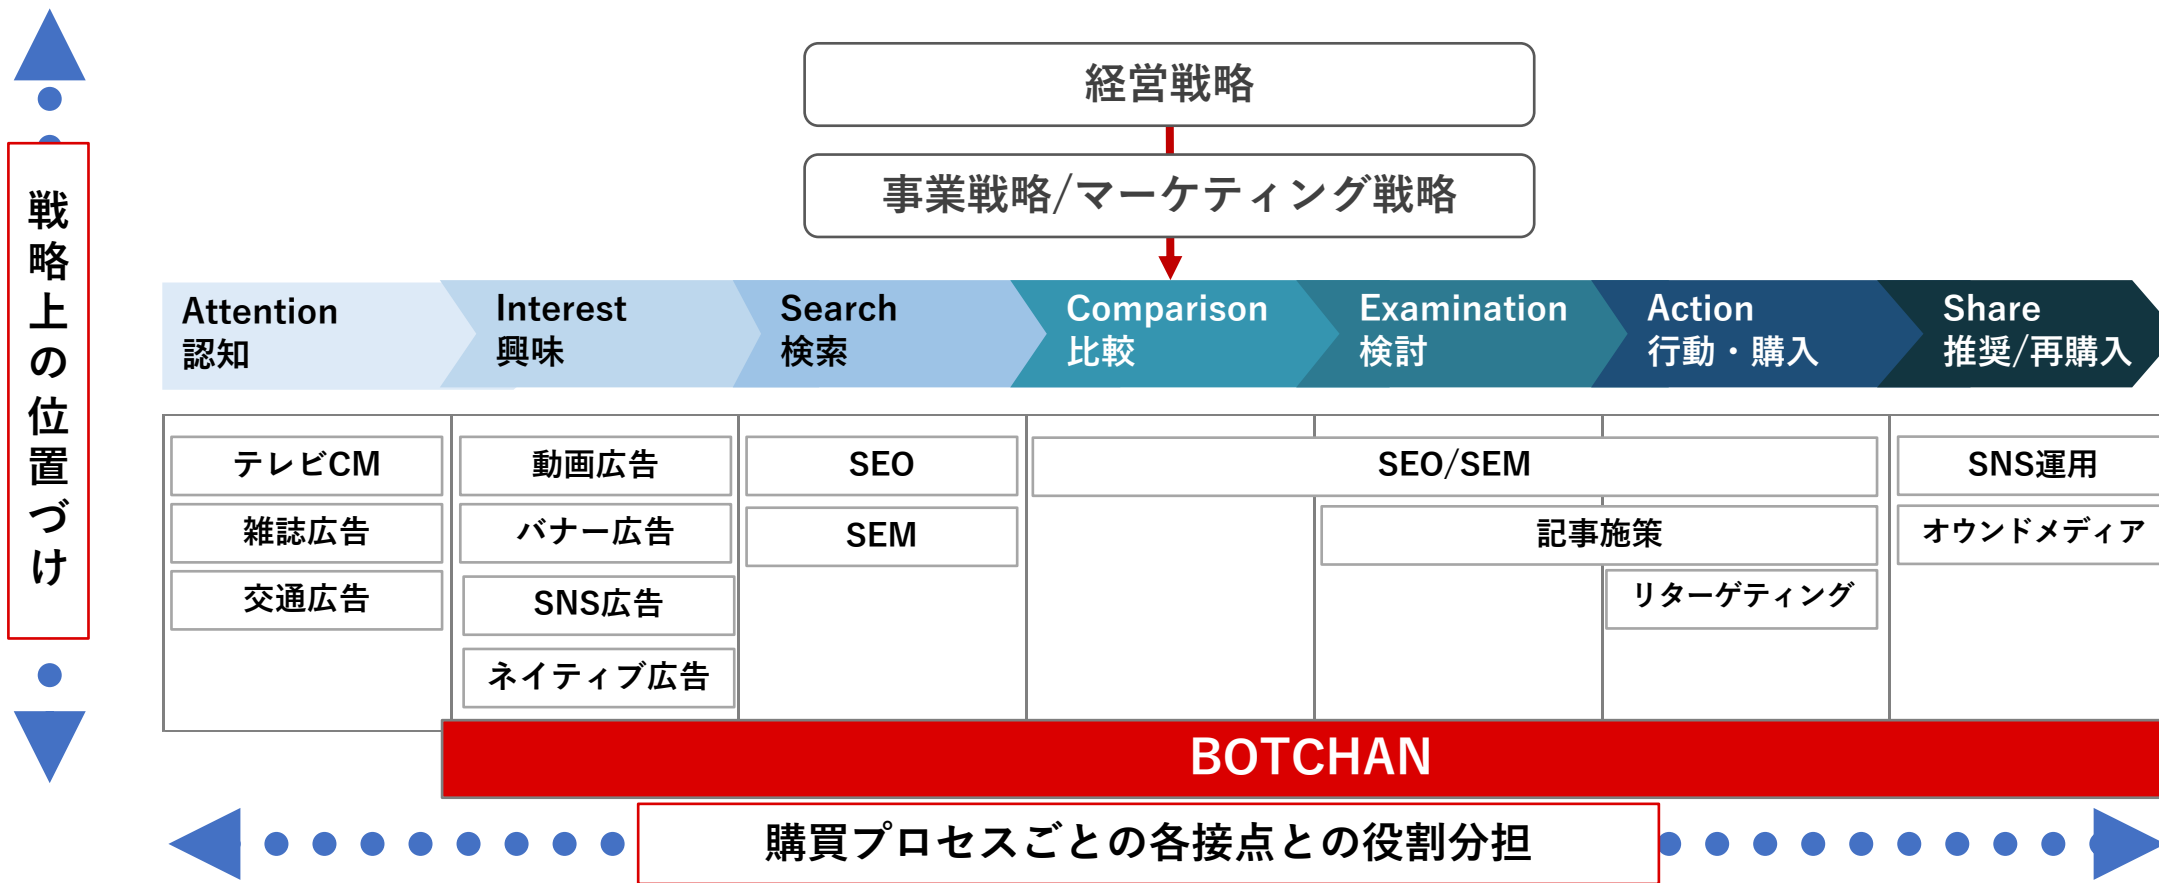 経営戦略
事業戦略/マーケティング戦略
戦略上の位置づけ
Attention
認知
Interest
興味
Search
検索
Comparison
比較
Examination
検討
Action
行動・購入
Share
推奨/再購入
テレビCM
雑誌広告
交通広告
動画広告
バナー広告
SNS広告
ネイティブ広告
SEO
SEM
SEO/SEM
記事施策
リターゲティング
SNS運用
オウンドメディア
BOTCHAN
購買プロセスごとの各接点との役割分担